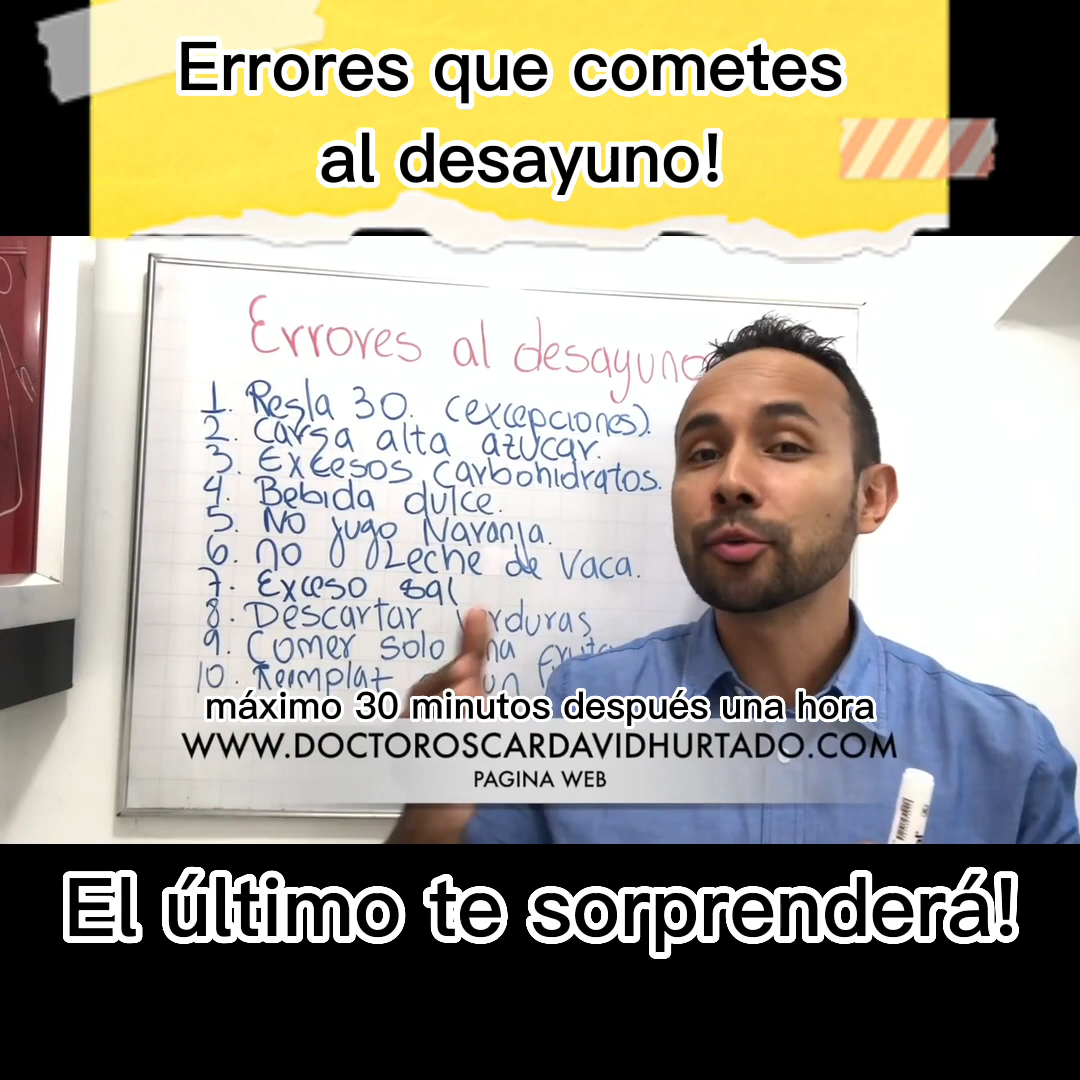 Errores que cometes
al desayuno!
Errores al desayuno
1. Regla 30. (excepciones).
2. Carga alta azucar.
3. Excesos carbohidratos.
4. Bebida dulce.
5. No jugo Naranja.
6. no Leche de Vaca.
7. Exceso sal
8. Descartar
9. Comer solo
10.
máximo 30 minutos después una hora
WWW.DOCTOROSCARDAVIDHURTADO.COM
PAGINA WEB
El último te sorprenderá!